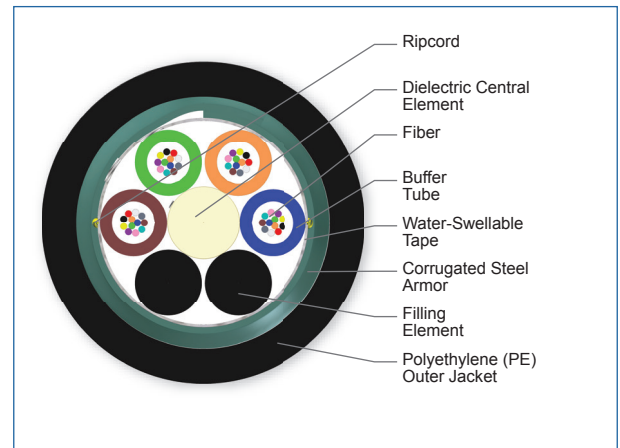 Ripcord
Dielectric Central
Element
Fiber
Buffer
Tube
Water-Swellable
Tape
Corrugated Steel
Armor
Filling
Element
Polyethylene (PE)
Outer Jacket